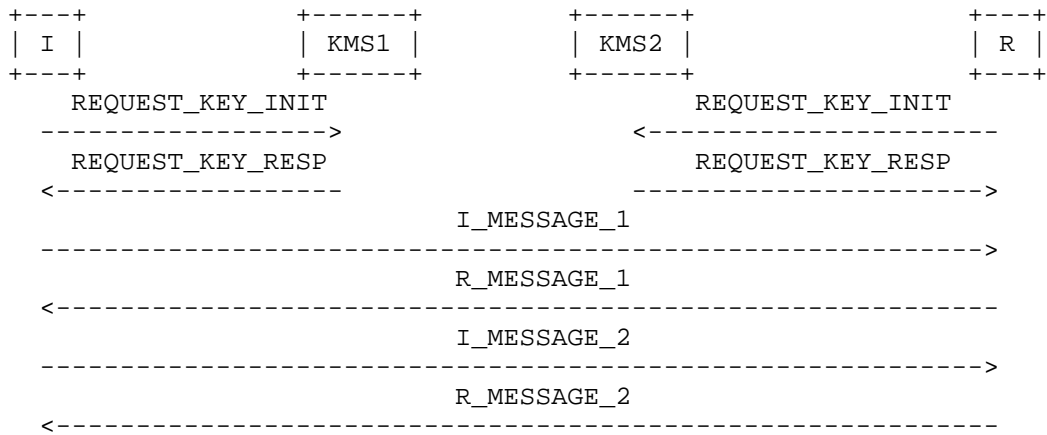 +---+ +------+ +------+ +---+
| I | | KMS1 | | KMS2 | | R |
+---+ +------+ +------+ +---+
REQUEST_KEY_INIT REQUEST_KEY_INIT
------------------> <----------------------
REQUEST_KEY_RESP REQUEST_KEY_RESP
<------------------ ---------------------->
I_MESSAGE_1
----------------------------------------------------------->
R_MESSAGE_1
<-----------------------------------------------------------
I_MESSAGE_2
----------------------------------------------------------->
R_MESSAGE_2
<-----------------------------------------------------------